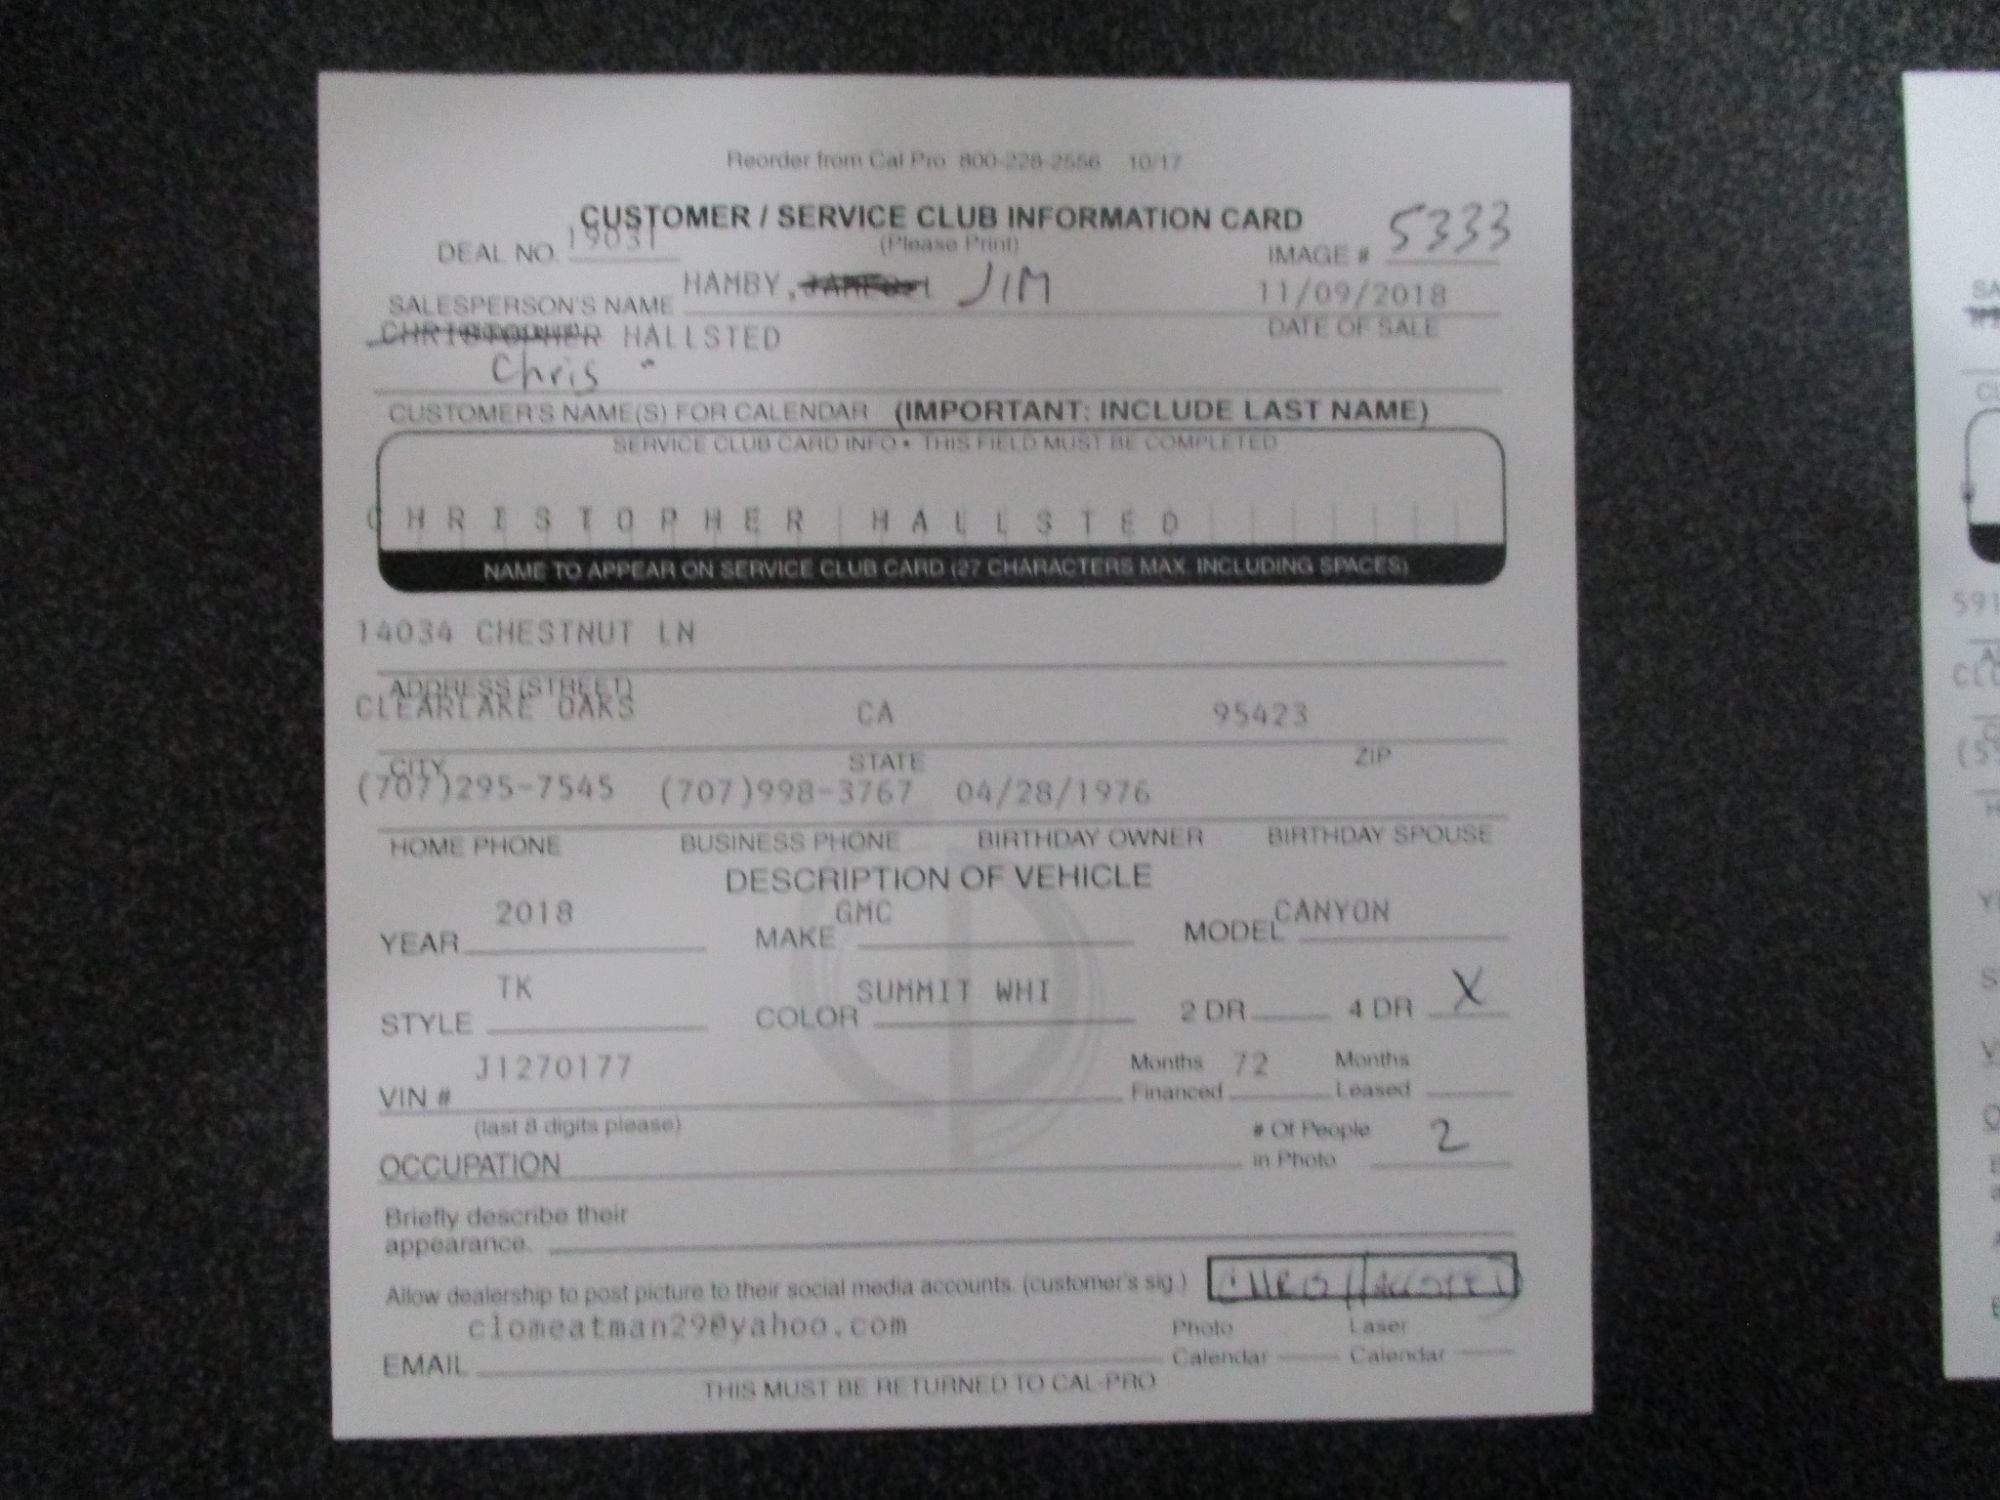 Reorder from Cal Pro 800-228-2556 10/17
CUSTOMER / SERVICE CLUB INFORMATION CARD
(Please Print)
DEAL NO. 19031
IMAGE # 5333
SALESPERSON'S NAME HAMBY, JIM
11/09/2018
DATE OF SALE
CHRISTOPHER HALLSTED
Chris
CUSTOMER'S NAME(S) FOR CALENDAR (IMPORTANT: INCLUDE LAST NAME)
SERVICE CLUB CARD INFO • THIS FIELD MUST BE COMPLETED
CHRISTOPHER HALLSTED
NAME TO APPEAR ON SERVICE CLUB CARD (27 CHARACTERS MAX. INCLUDING SPACES)
14034 CHESTNUT LN
ADDRESS (STREET)
CLEARLAKE OAKS CA 95423
CITY STATE ZIP
(707)295-7545 (707)998-3767 04/28/1976
HOME PHONE BUSINESS PHONE BIRTHDAY OWNER BIRTHDAY SPOUSE
DESCRIPTION OF VEHICLE
YEAR 2018 MAKE GMC MODEL CANYON
STYLE TK COLOR SUMMIT WHI 2 DR 4 DR X
VIN # J1270177 Months Financed 72 Months Leased
(last 8 digits please)
OCCUPATION # Of People in Photo 2
Briefly describe their
appearance.
Allow dealership to post picture to their social media accounts. (customer's sig.)
clomeatman29@yahoo.com
EMAIL Photo Calendar Laser Calendar
THIS MUST BE RETURNED TO CAL-PRO